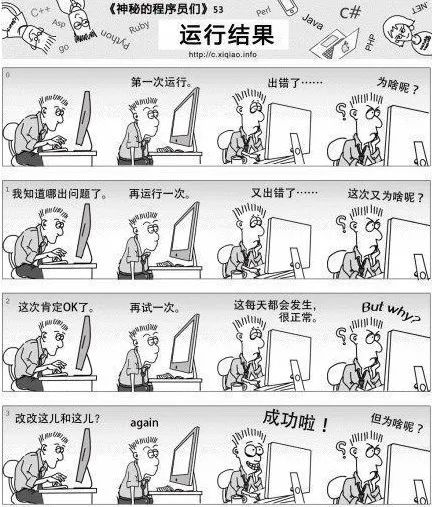 《神秘的程序员们》53
C++
Asp
go
Python
Ruby
运行结果
http://c.xiqiao.info
Perl
Java
C#
PHP
.NET
0
第一次运行。
出错了……
为啥呢？
1
我知道哪出问题了。
再运行一次。
又出错了……
这次又为啥呢？
2
这次肯定OK了。
再试一次。
这每天都会发生，
很正常。
But why?
3
改改这儿和这儿？
again
成功啦！
但为啥呢？